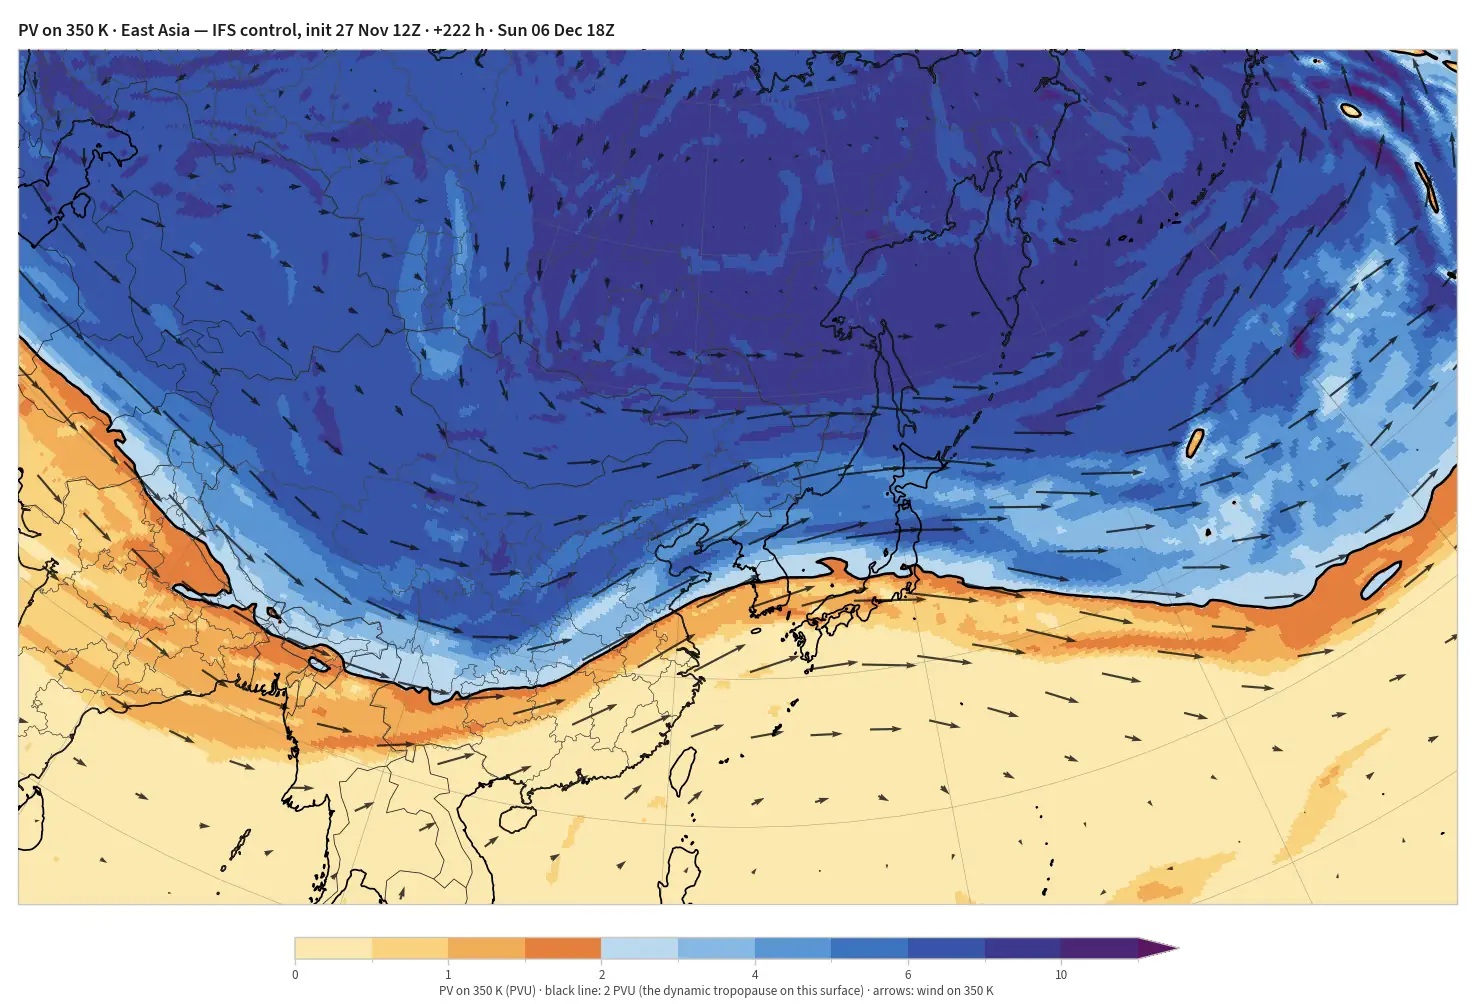 PV on 350 K · East Asia — IFS control, init 27 Nov 12Z · +222 h · Sun 06 Dec 18Z
0 1 2 4 6 10
PV on 350 K (PVU) · black line: 2 PVU (the dynamic tropopause on this surface) · arrows: wind on 350 K